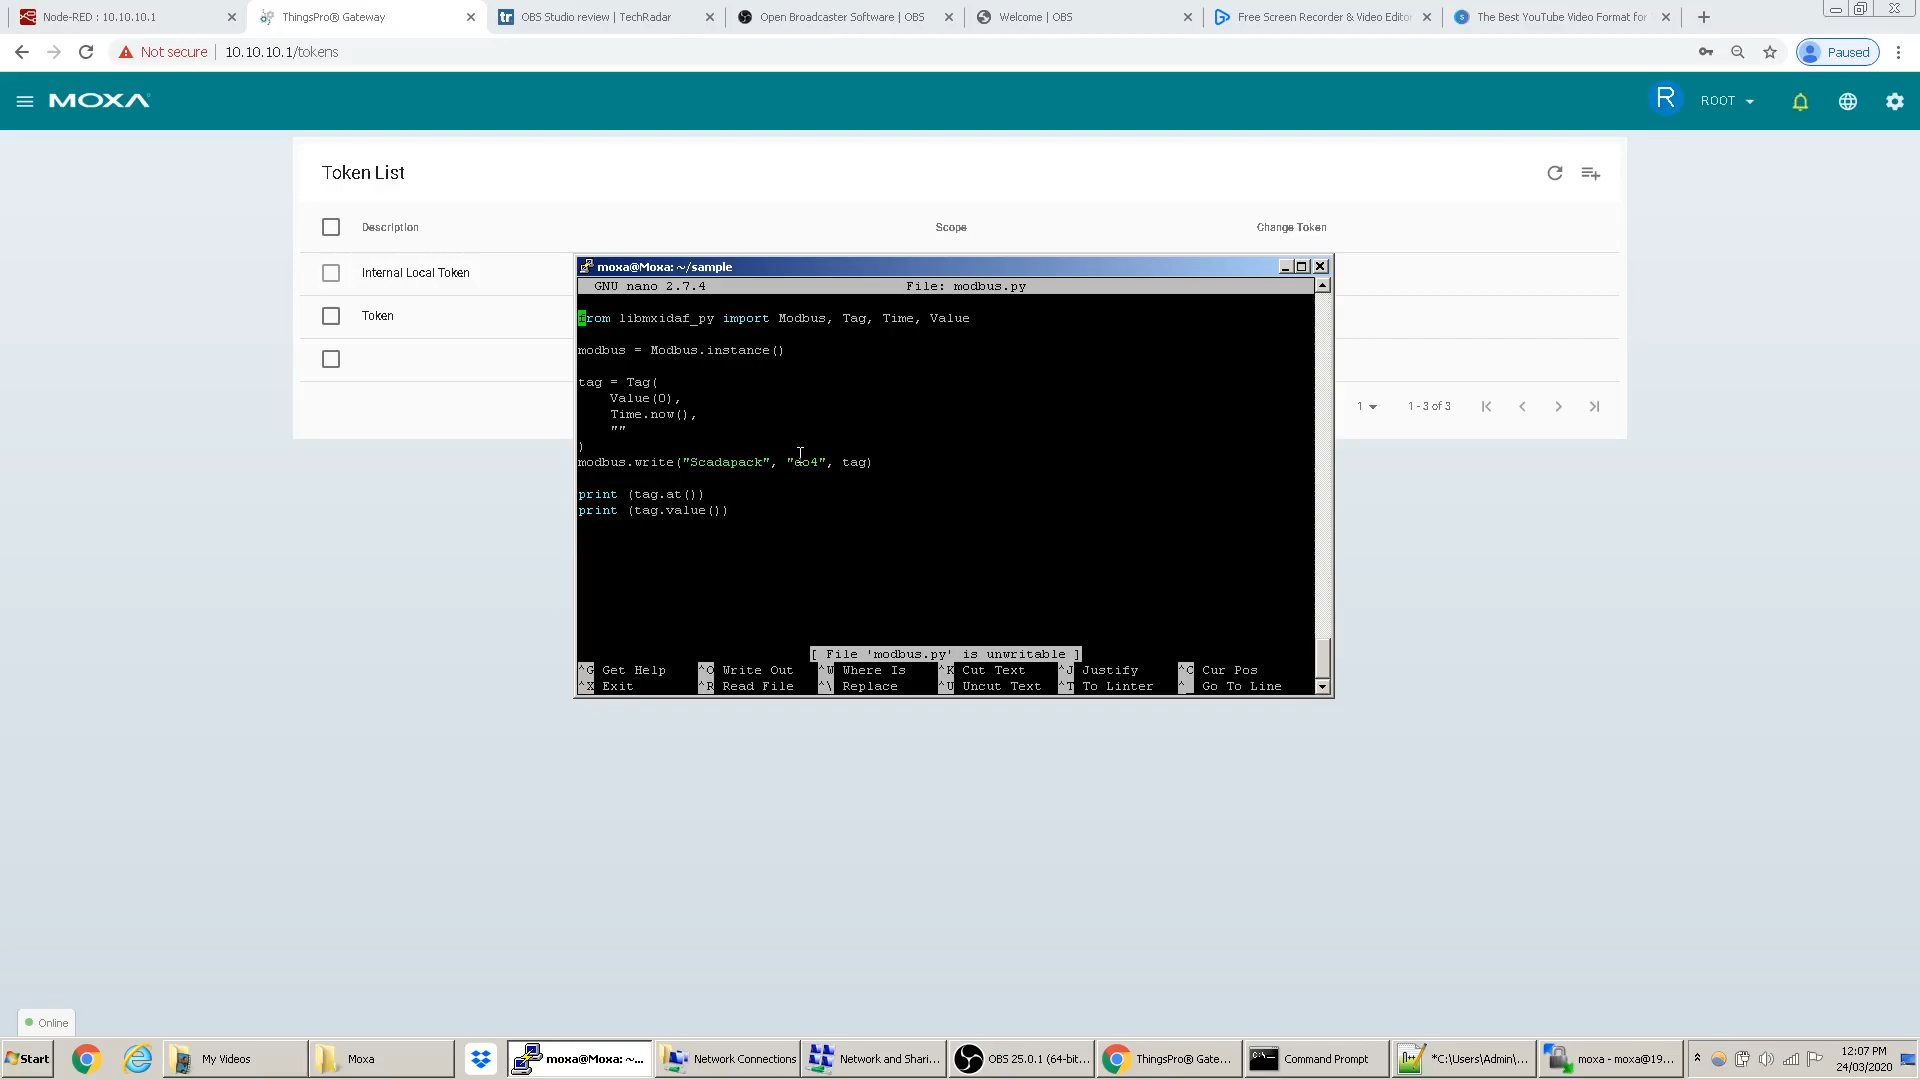 Node-RED : 10.10.10.1
ThingsPro® Gateway
OBS Studio review | TechRadar
Open Broadcaster Software | OBS
Welcome | OBS
Free Screen Recorder & Video Editor
The Best YouTube Video Format for
Not secure
10.10.10.1/tokens
Paused
MOXA
R
ROOT
Token List
Description
Scope
Change Token
Internal Local Token
Token
1
1 - 3 of 3
moxa@Moxa: ~/sample
GNU nano 2.7.4
File: modbus.py
from libmxidaf_py import Modbus, Tag, Time, Value
modbus = Modbus.instance()
tag = Tag(
Value(0),
Time.now(),
""
)
modbus.write("Scadapack", "do4", tag)
print (tag.at())
print (tag.value())
[ File 'modbus.py' is unwritable ]
^G Get Help ^O Write Out ^W Where Is ^K Cut Text ^J Justify ^C Cur Pos
^X Exit ^R Read File ^\ Replace ^U Uncut Text ^T To Linter ^_ Go To Line
Online
Start
My Videos
Moxa
moxa@Moxa: ~...
Network Connections
Network and Shari...
OBS 25.0.1 (64-bit...
ThingsPro® Gate...
Command Prompt
*C:\Users\Admin\...
moxa - moxa@19...
12:07 PM
24/03/2020